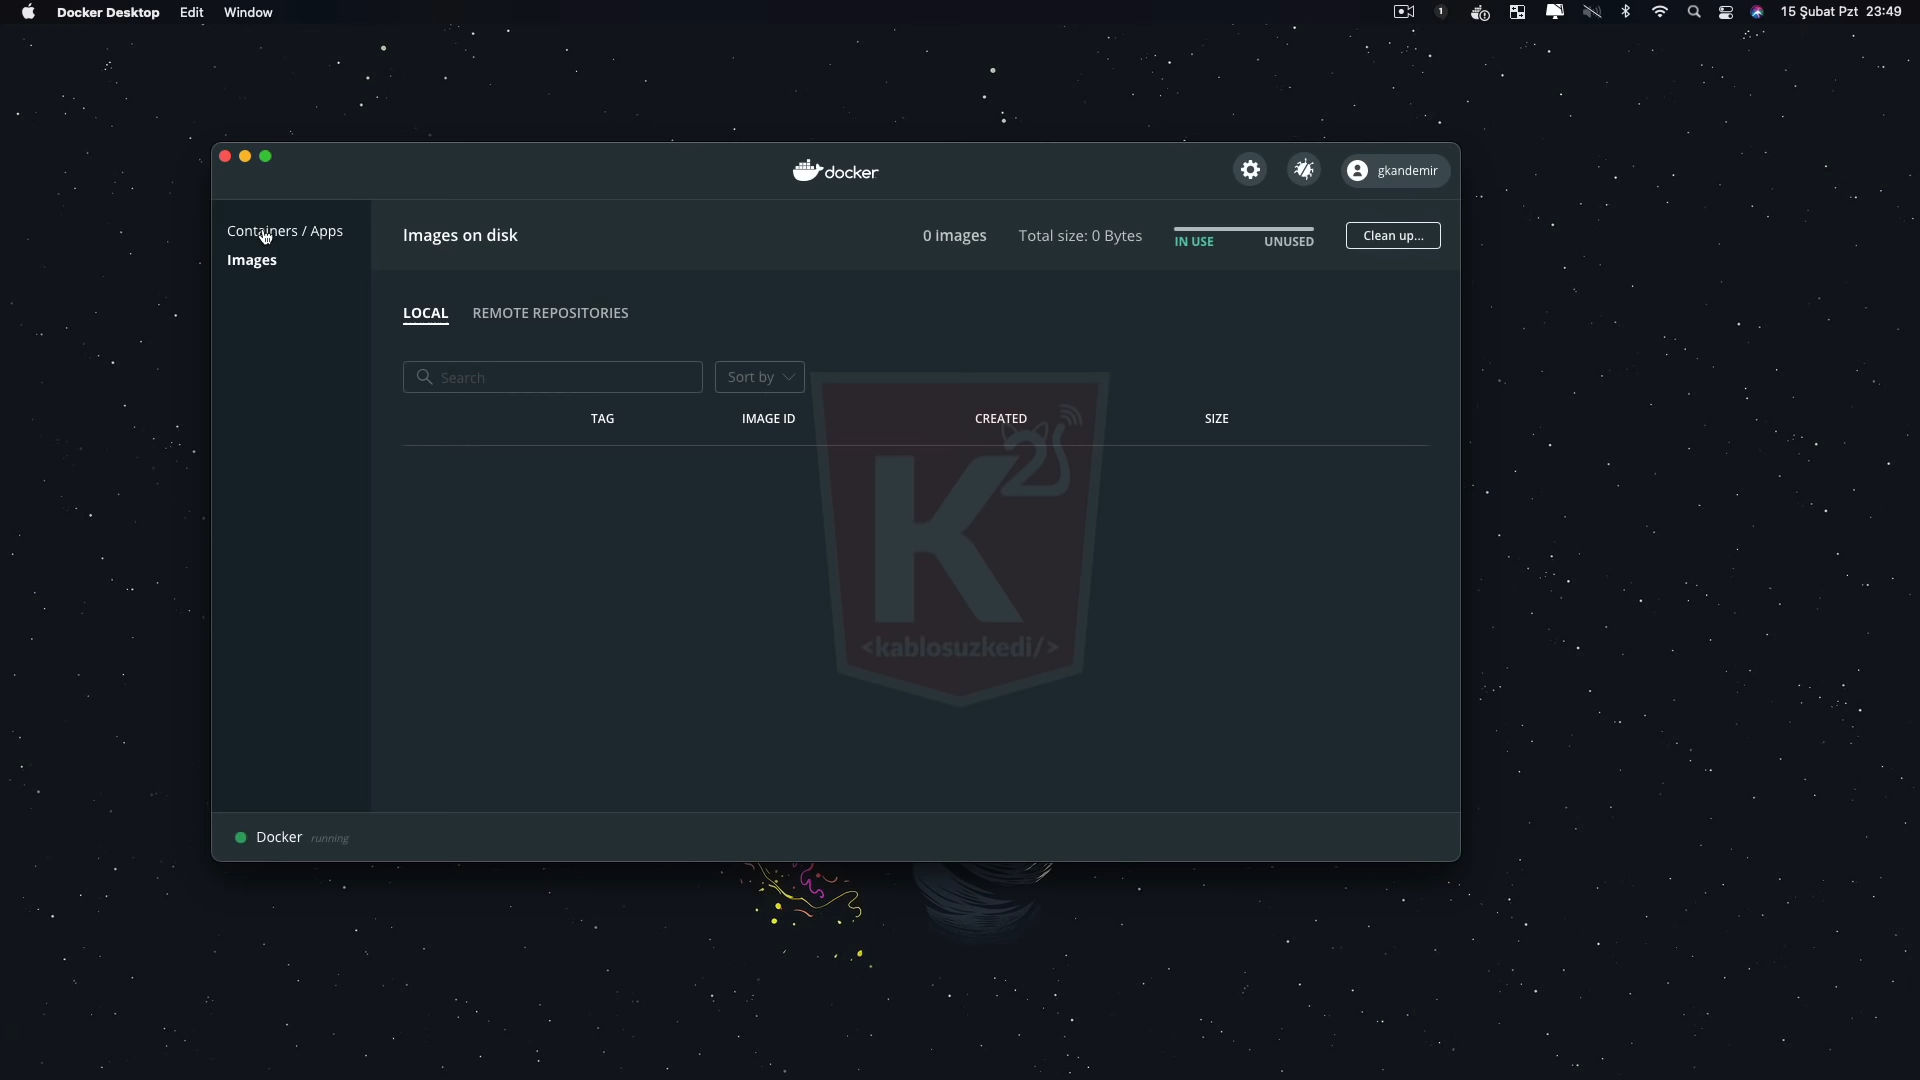 Docker Desktop Edit Window
1 15 Şubat Pzt 23:49
docker
gkandemir
Containers / Apps
Images
Images on disk
0 images Total size: 0 Bytes
IN USE UNUSED
Clean up...
LOCAL REMOTE REPOSITORIES
Search Sort by
TAG IMAGE ID CREATED SIZE
K
<kablosuzkedi/>
Docker running